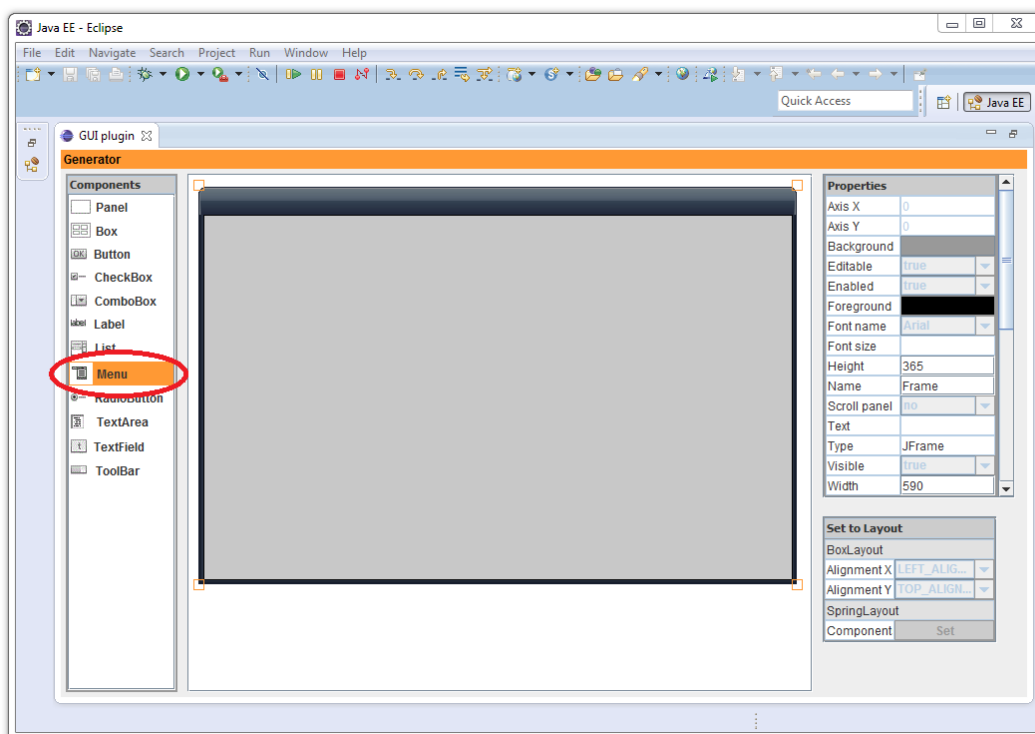 Java EE - Eclipse
File Edit Navigate Search Project Run Window Help
Quick Access
Java EE
GUI plugin
Generator
Components
Panel
Box
OK Button
CheckBox
ComboBox
label Label
List
Menu
RadioButton
TextArea
t TextField
ToolBar
Properties
Axis X 0
Axis Y 0
Background
Editable true
Enabled true
Foreground
Font name Arial
Font size
Height 365
Name Frame
Scroll panel no
Text
Type JFrame
Visible true
Width 590
Set to Layout
BoxLayout
Alignment X LEFT_ALIG...
Alignment Y TOP_ALIGN...
SpringLayout
Component Set